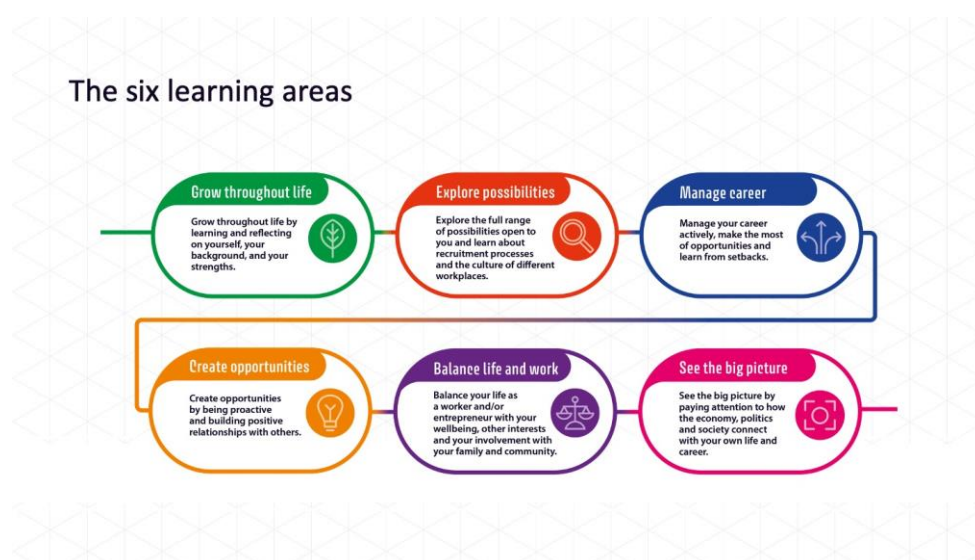 The six learning areas
Grow throughout life
Grow throughout life by
learning and reflecting
on yourself, your
background, and your
strengths.
Explore possibilities
Explore the full range
of possibilities open to
you and learn about
recruitment processes
and the culture of different
workplaces.
Manage career
Manage your career
actively, make the most
of opportunities and
learn from setbacks.
Create opportunities
Create opportunities
by being proactive
and building positive
relationships with others.
Balance life and work
Balance your life as
a worker and/or
entrepreneur with your
wellbeing, other interests
and your involvement with
your family and community.
See the big picture
See the big picture by
paying attention to how
the economy, politics
and society connect
with your own life and
career.